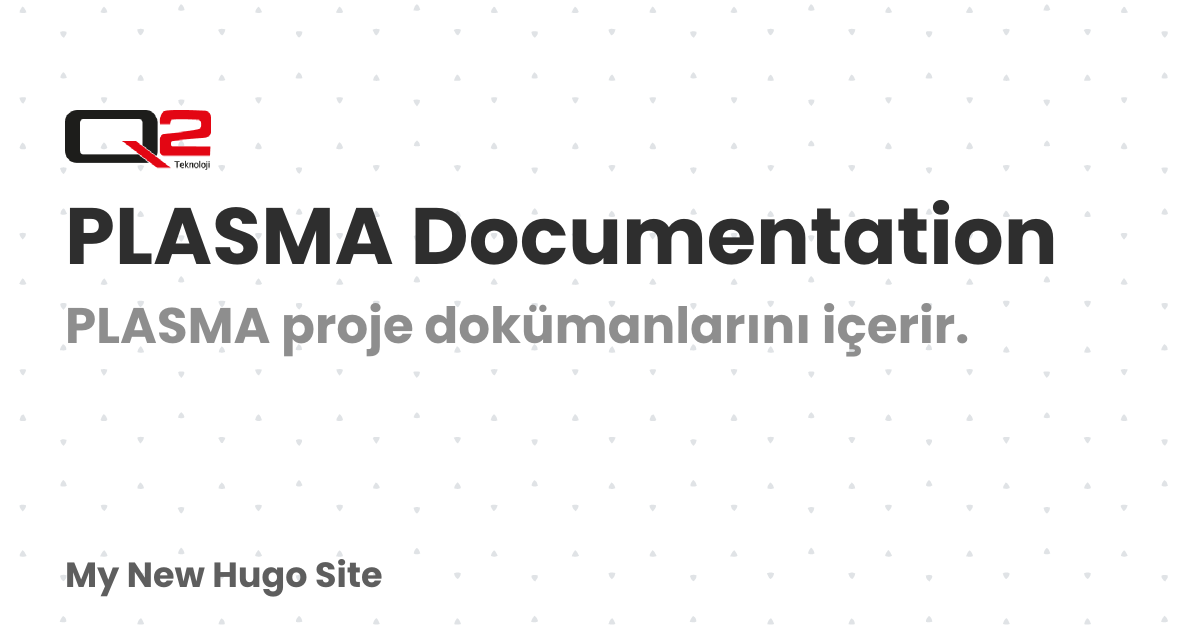 Q2
Teknoloji
PLASMA Documentation
PLASMA proje dokümanlarını içerir.
My New Hugo Site